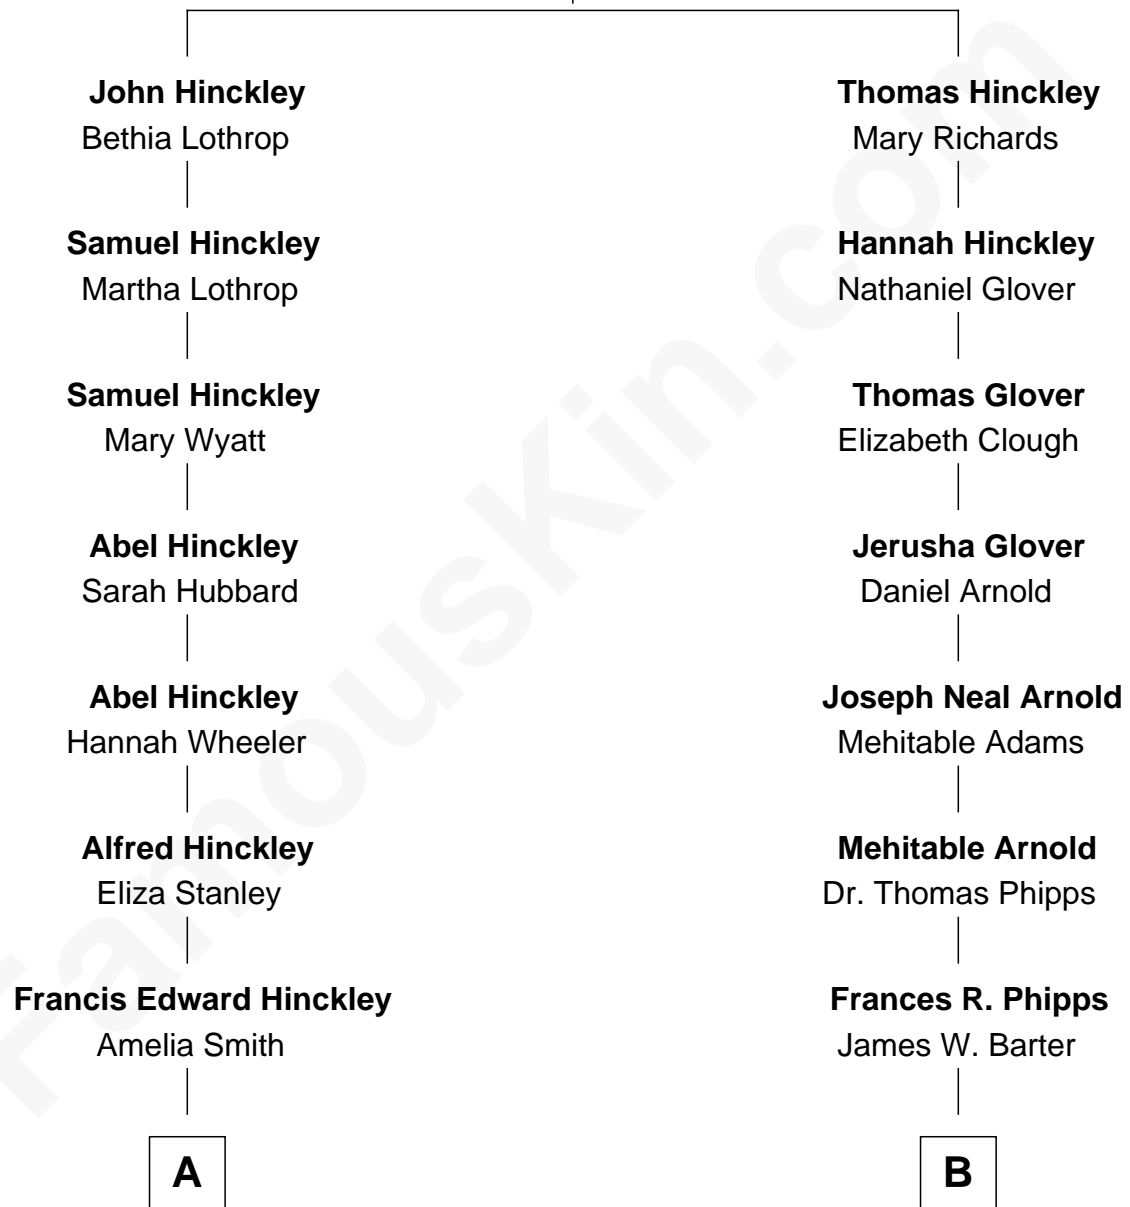 John Hinckley
Bethia Lothrop
Samuel Hinckley
Martha Lothrop
Samuel Hinckley
Mary Wyatt
Abel Hinckley
Sarah Hubbard
Abel Hinckley
Hannah Wheeler
Alfred Hinckley
Eliza Stanley
Francis Edward Hinckley
Amelia Smith
A
Thomas Hinckley
Mary Richards
Hannah Hinckley
Nathaniel Glover
Thomas Glover
Elizabeth Clough
Jerusha Glover
Daniel Arnold
Joseph Neal Arnold
Mehitable Adams
Mehitable Arnold
Dr. Thomas Phipps
Frances R. Phipps
James W. Barter
B
FamousKin.com